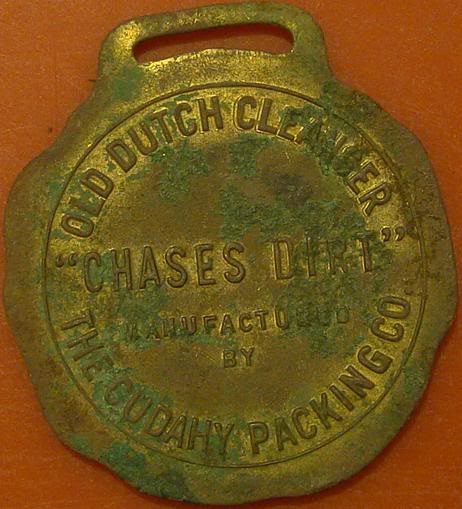 OLD DUTCH CLEANSER
"CHASES DIRT"
MANUFACTURED
BY
THE CUDAHY PACKING CO.